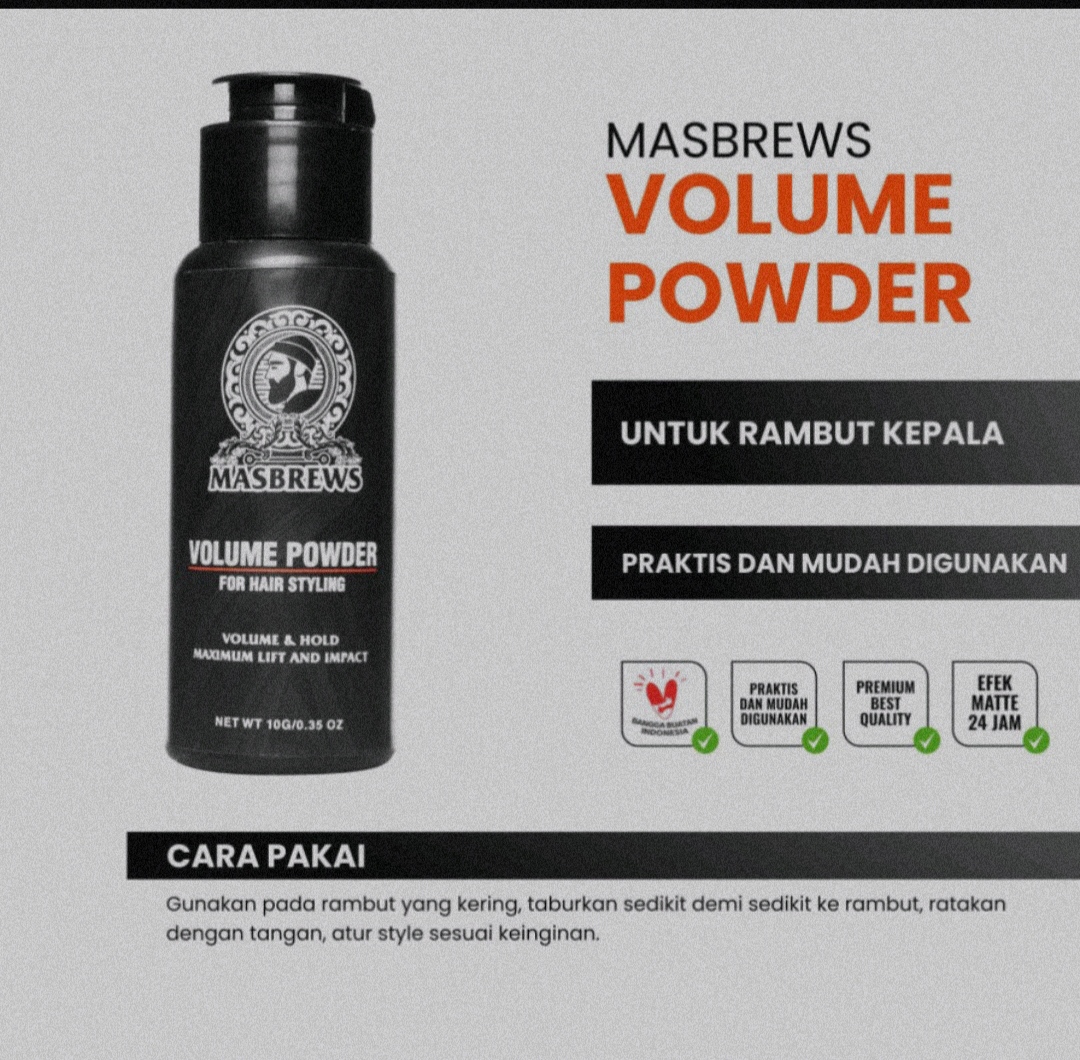 MASBREWS
VOLUME POWDER
FOR HAIR STYLING
VOLUME & HOLD
MAXIMUM LIFT AND IMPACT
NET WT 10G/0.35 OZ
MASBREWS
VOLUME
POWDER
UNTUK RAMBUT KEPALA
PRAKTIS DAN MUDAH DIGUNAKAN
BANGGA BUATAN
INDONESIA
PRAKTIS
DAN MUDAH
DIGUNAKAN
PREMIUM
BEST
QUALITY
EFEK
MATTE
24 JAM
CARA PAKAI
Gunakan pada rambut yang kering, taburkan sedikit demi sedikit ke rambut, ratakan
dengan tangan, atur style sesuai keinginan.